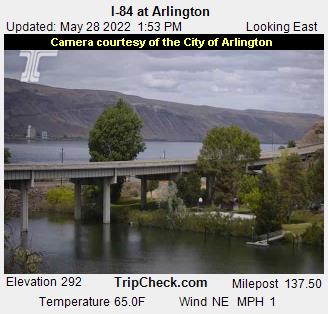 I-84 at Arlington
Updated: May 28 2022 1:53 PM Looking East
Camera courtesy of the City of Arlington
Elevation 292 TripCheck.com Milepost 137.50
Temperature 65.0F Wind NE MPH 1